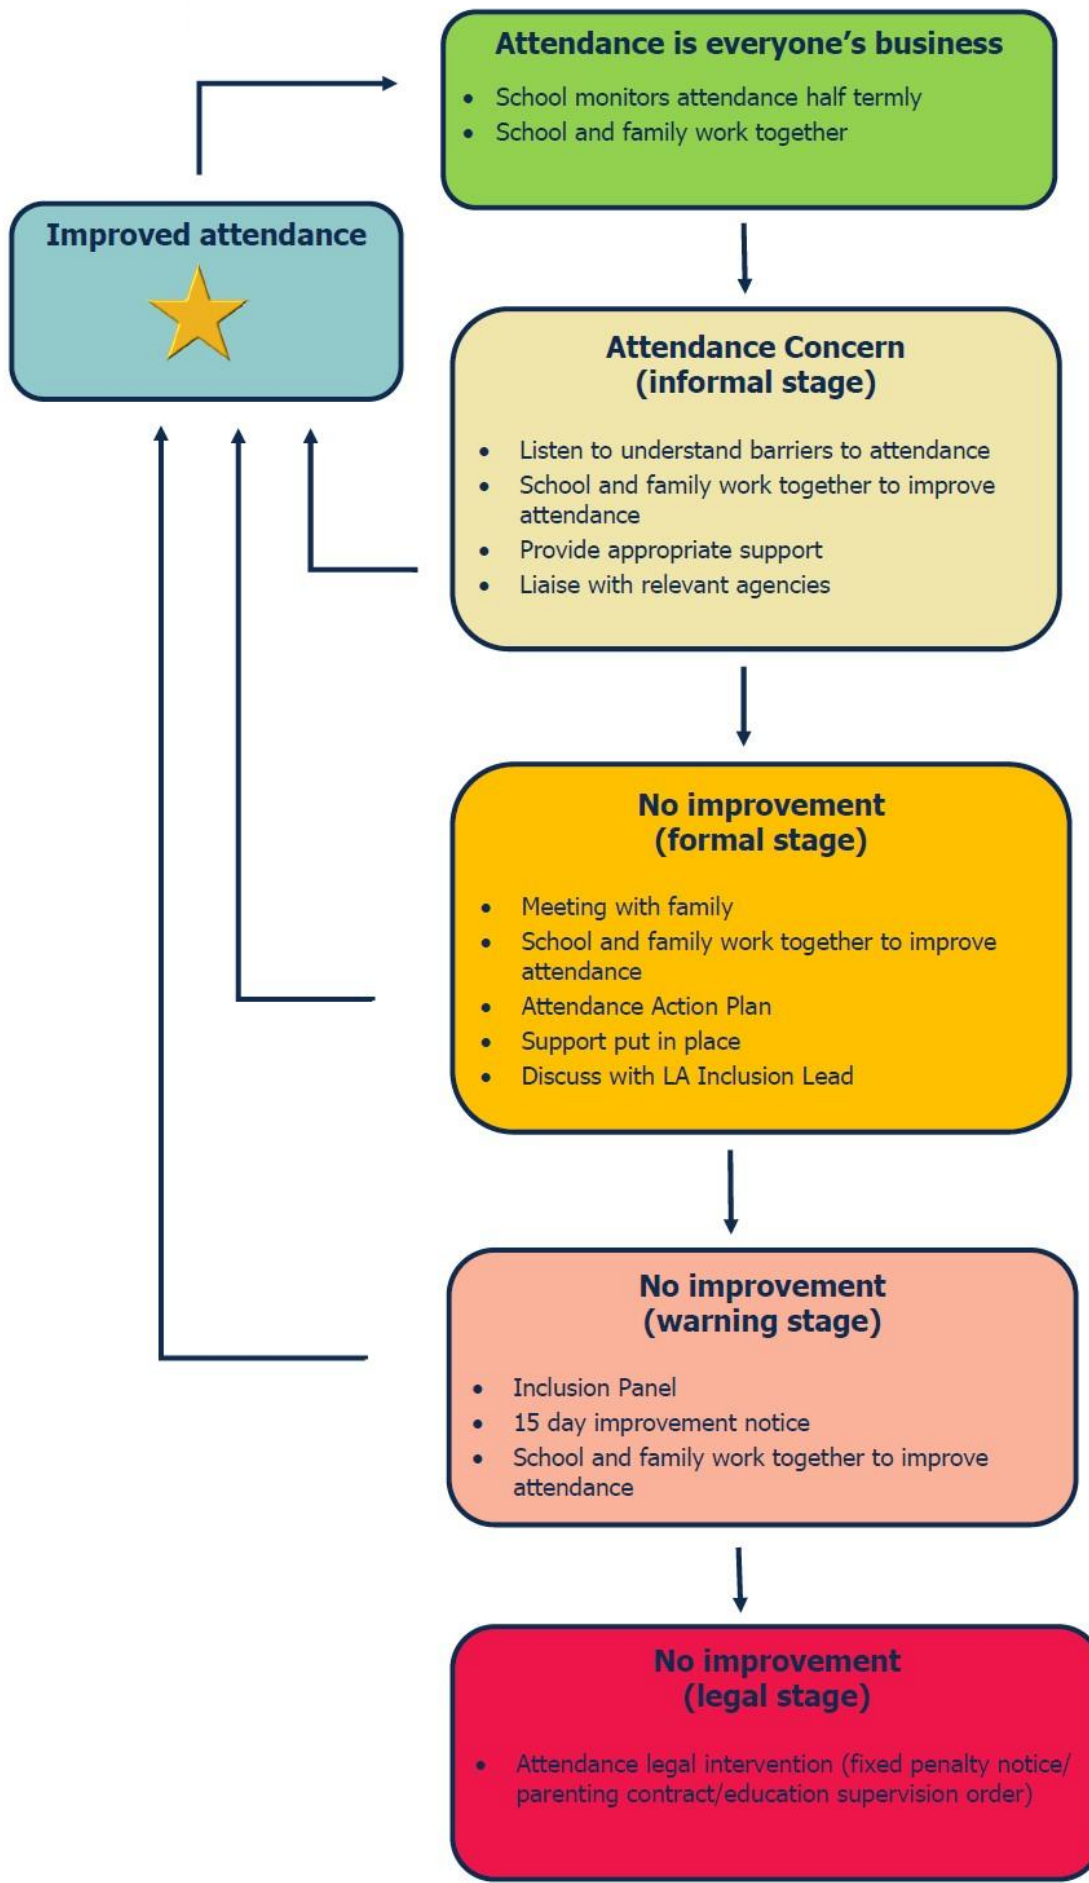 Attendance is everyone's business
• School monitors attendance half termly
• School and family work together
Improved attendance
Attendance Concern
(informal stage)
• Listen to understand barriers to attendance
• School and family work together to improve
attendance
• Provide appropriate support
• Liaise with relevant agencies
No improvement
(formal stage)
• Meeting with family
• School and family work together to improve
attendance
• Attendance Action Plan
• Support put in place
• Discuss with LA Inclusion Lead
No improvement
(warning stage)
• Inclusion Panel
• 15 day improvement notice
• School and family work together to improve
attendance
No improvement
(legal stage)
• Attendance legal intervention (fixed penalty notice/
parenting contract/education supervision order)